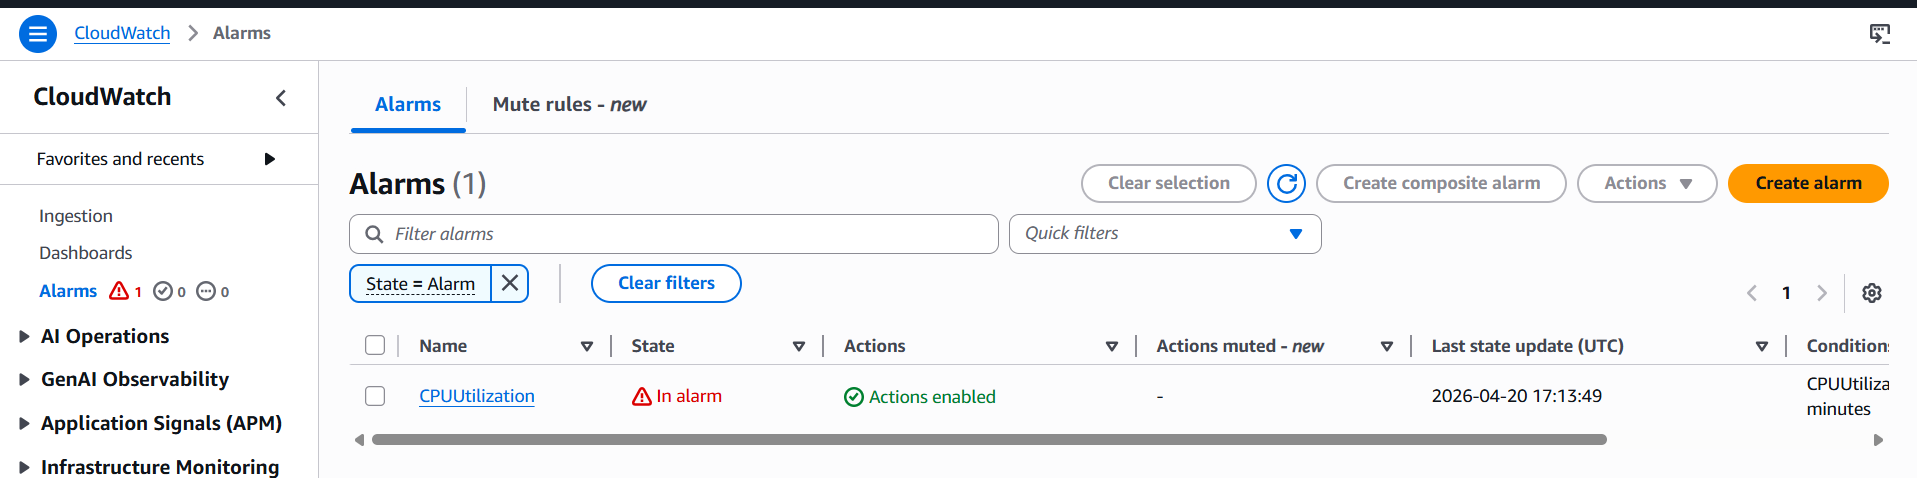 CloudWatch > Alarms
CloudWatch
Favorites and recents
Ingestion
Dashboards
Alarms 1 0 0
AI Operations
GenAI Observability
Application Signals (APM)
Infrastructure Monitoring
Alarms
Mute rules - new
Alarms (1)
Clear selection
Create composite alarm
Actions
Create alarm
Filter alarms
Quick filters
State = Alarm
Clear filters
1
Name State Actions Actions muted - new Last state update (UTC) Condition
CPUUtilization In alarm Actions enabled - 2026-04-20 17:13:49 CPUUtiliza
minutes